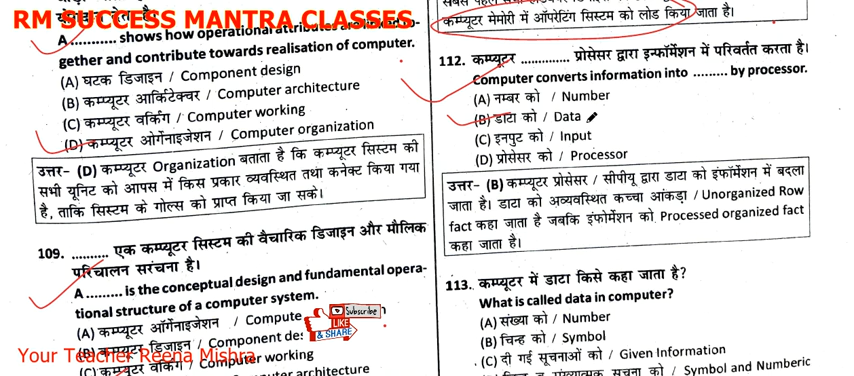 RM SUCCESS MANTRA CLASSES
A........... shows how operational attributes are linked to-
gether and contribute towards realisation of computer.
(A) घटक डिजाइन / Component design
(B) कम्प्यूटर आर्किटेक्चर / Computer architecture
(C) कम्प्यूटर वर्किंग / Computer working
(D) कम्प्यूटर ओर्गेनाइजेशन / Computer organization
उत्तर- (D) कम्प्यूटर Organization बताता है कि कम्प्यूटर सिस्टम की
सभी यूनिट को आपस में किस प्रकार व्यवस्थित तथा कनेक्ट किया गया
है, ताकि सिस्टम के गोल्स को प्राप्त किया जा सके।
109. .......... एक कम्प्यूटर सिस्टम की वैचारिक डिजाइन और मौलिक
परिचालन सरंचना है।
A ......... is the conceptual design and fundamental opera-
tional structure of a computer system.
(A) कम्प्यूटर ऑर्गेनाइजेशन / Compute
(B) कम्प्यूटर डिजाइन / Component de
(C) कम्प्यूटर वर्किंग / Computer working
architecture
Subscribe
LIKE
& SHARE
Your Teacher Reena Mishra
कम्प्यूटर मेमोरी में ऑपरेटिंग सिस्टम को लोड किया जाता है।
112. कम्प्यूटर ............. प्रोसेसर द्वारा इन्फॉर्मेशन में परिवर्तत करता है।
Computer converts information into ......... by processor.
(A) नम्बर को / Number
(B) डाटा को / Data
(C) इनपुट को / Input
(D) प्रोसेसर को / Processor
उत्तर- (B) कम्प्यूटर प्रोसेसर / सीपीयू द्वारा डाटा को इंफॉर्मेशन में बदला
जाता है। डाटा को अव्यवस्थित कच्चा आंकड़ा / Unorganized Row
fact कहा जाता है जबकि इंफोर्मेशन को Processed organized fact
कहा जाता है।
113. कम्प्यूटर में डाटा किसे कहा जाता है?
What is called data in computer?
(A) संख्या को / Number
(B) चिन्ह को / Symbol
(C) दी गई सूचनाओं को / Given Information
(D) चिन्ह व संख्यात्मक सूचना को / Symbol and Numberic